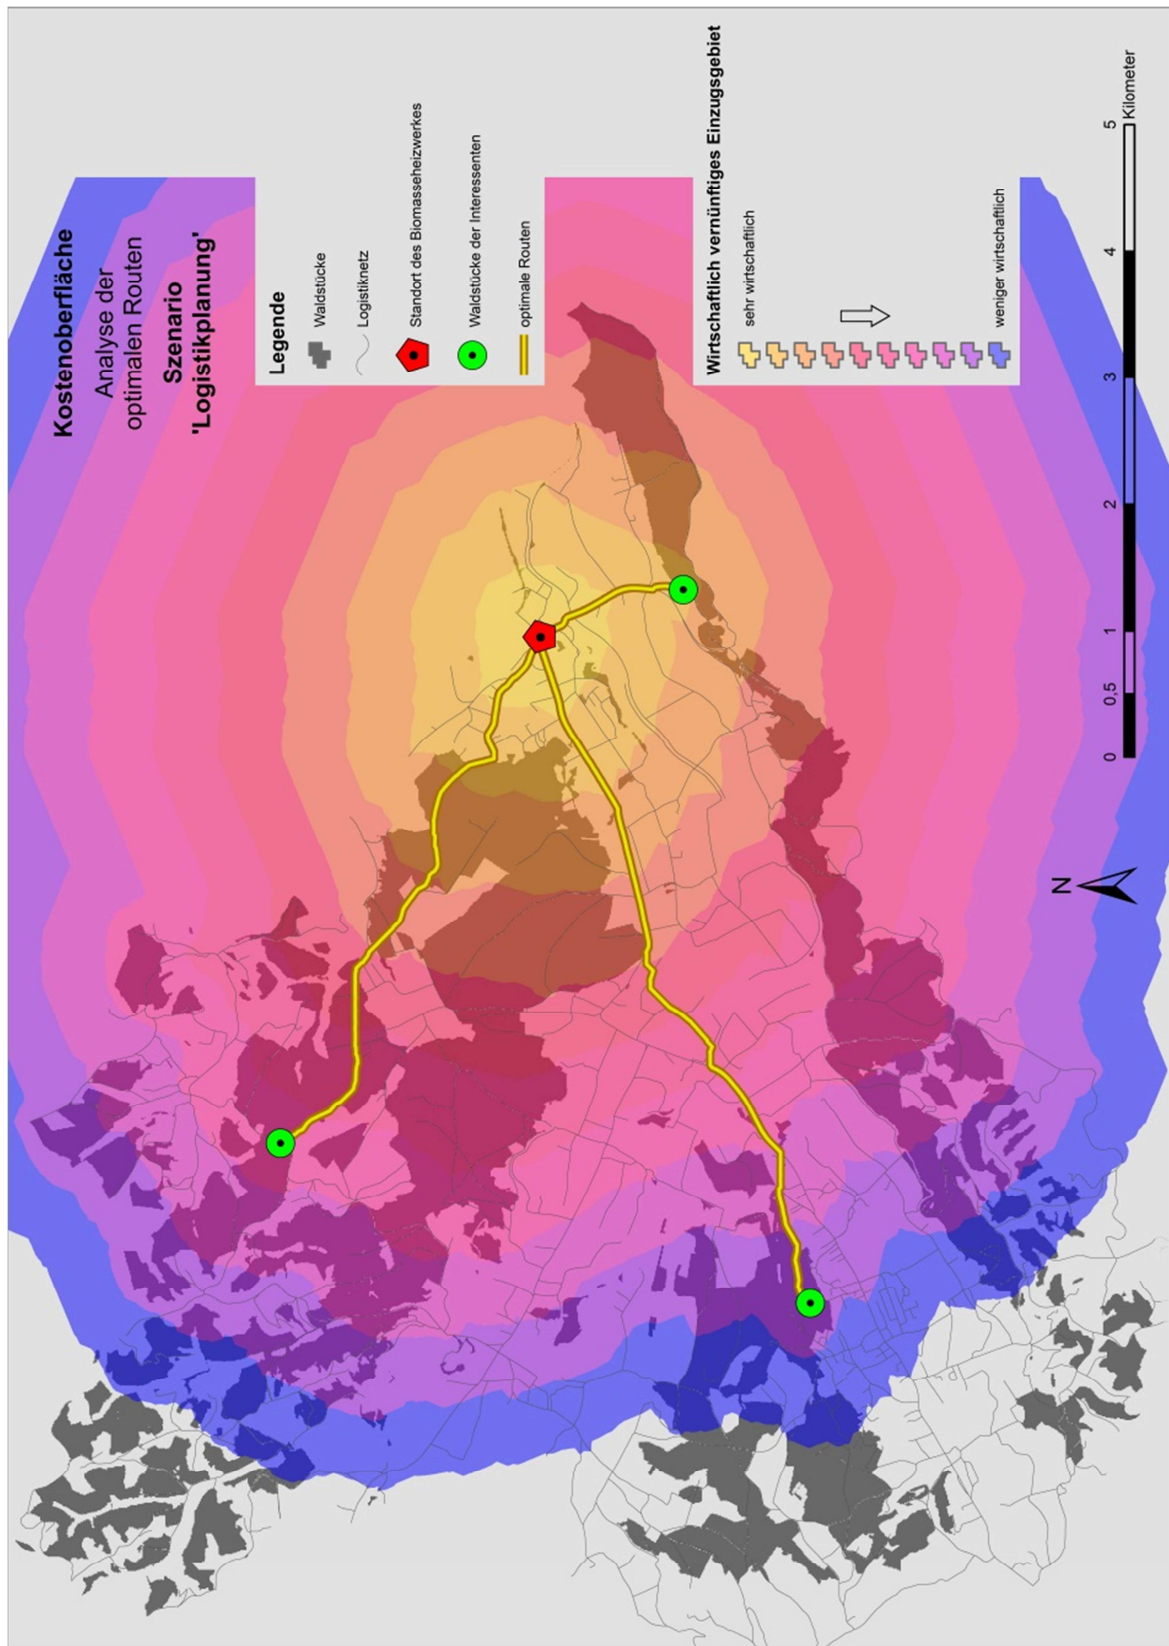 Kostenoberfläche
Analyse der
optimalen Routen
Szenario
'Logistikplanung'
Legende
Waldstücke
Logistiknetz
Standort des Biomasseheizwerkes
Waldstücke der Interessenten
optimale Routen
Wirtschaftlich vernünftiges Einzugsgebiet
sehr wirtschaftlich
weniger wirtschaftlich
N
0 0,5 1 2 3 4 5
Kilometer